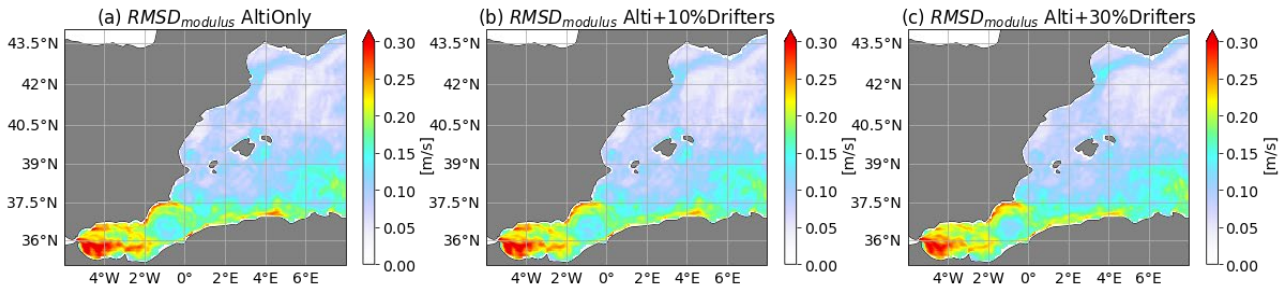 (a) RMSD_modulus AltiOnly
43.5°N
42°N
40.5°N
39°N
37.5°N
36°N
4°W 2°W 0° 2°E 4°E 6°E
0.30
0.25
0.20
0.15
0.10
0.05
0.00
[m/s]
(b) RMSD_modulus Alti+10%Drifters
43.5°N
42°N
40.5°N
39°N
37.5°N
36°N
4°W 2°W 0° 2°E 4°E 6°E
0.30
0.25
0.20
0.15
0.10
0.05
0.00
[m/s]
(c) RMSD_modulus Alti+30%Drifters
43.5°N
42°N
40.5°N
39°N
37.5°N
36°N
4°W 2°W 0° 2°E 4°E 6°E
0.30
0.25
0.20
0.15
0.10
0.05
0.00
[m/s]